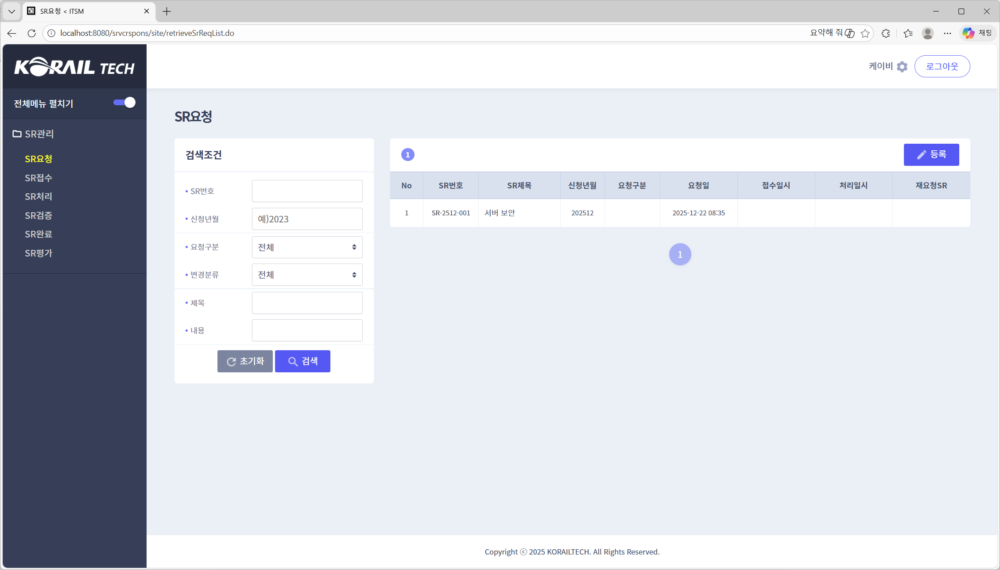 SR요청 < ITSM
localhost:8080/srvcrspons/site/retrieveSrReqList.do
요약해 줘
채팅
KORAIL TECH
케이비
로그아웃
전체메뉴 펼치기
SR관리
SR요청
SR접수
SR처리
SR검증
SR완료
SR평가
SR요청
검색조건
SR번호
신청년월 예)2023
요청구분 전체
변경분류 전체
제목
내용
초기화 검색
1 등록
No SR번호 SR제목 신청년월 요청구분 요청일 접수일시 처리일시 재요청SR
1 SR-2512-001 서버 보안 202512 2025-12-22 08:35
1
Copyright ⓒ 2025 KORAILTECH. All Rights Reserved.